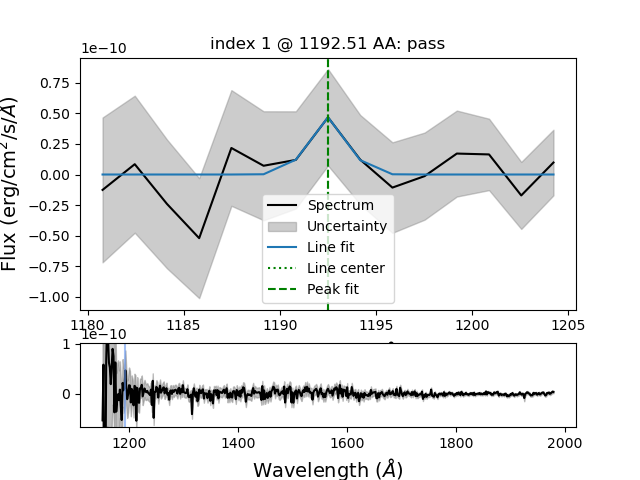 index 1 @ 1192.51 AA: pass
1e−10
0.75
0.50
0.25
0.00
−0.25
−0.50
−0.75
−1.00
Flux (erg/cm²/s/Å)
Spectrum
Uncertainty
Line fit
Line center
Peak fit
1180 1185 1190 1195 1200 1205
1e−10
1
0
1200 1400 1600 1800 2000
Wavelength (Å)